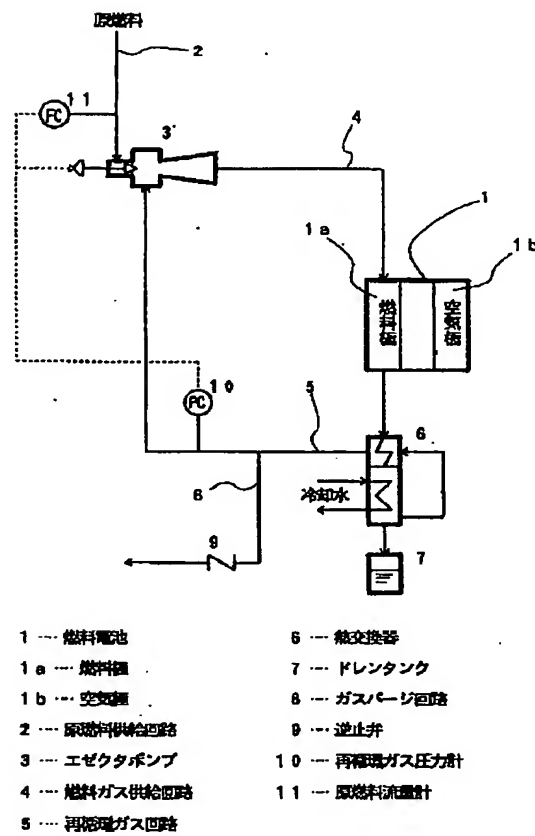 原燃料
2
11
FC
3
4
1
1a
1b
燃料極
空気極
10
PC
5
6
冷却水
8
9
7
1 … 燃料電池
1a … 燃料極
1b … 空気極
2 … 原燃料供給回路
3 … エゼクタポンプ
4 … 燃料ガス供給回路
5 … 再循環ガス回路
6 … 熱交換器
7 … ドレンタンク
8 … ガスパージ回路
9 … 逆止弁
10 … 再循環ガス圧力計
11 … 原燃料流量計